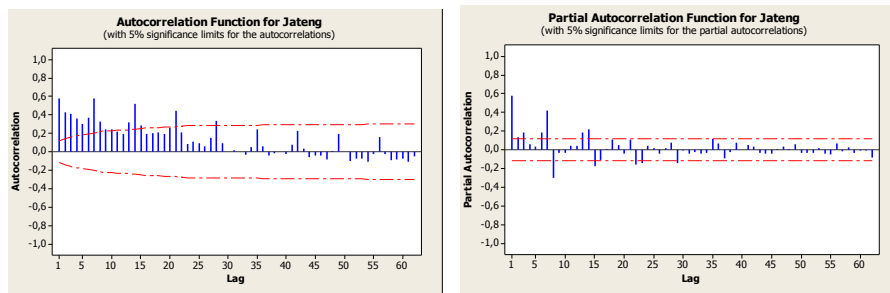 Autocorrelation Function for Jateng
(with 5% significance limits for the autocorrelations)
1,0
0,8
0,6
0,4
0,2
0,0
-0,2
-0,4
-0,6
-0,8
-1,0
Autocorrelation
1 5 10 15 20 25 30 35 40 45 50 55 60
Lag
Partial Autocorrelation Function for Jateng
(with 5% significance limits for the partial autocorrelations)
1,0
0,8
0,6
0,4
0,2
0,0
-0,2
-0,4
-0,6
-0,8
-1,0
Partial Autocorrelation
1 5 10 15 20 25 30 35 40 45 50 55 60
Lag